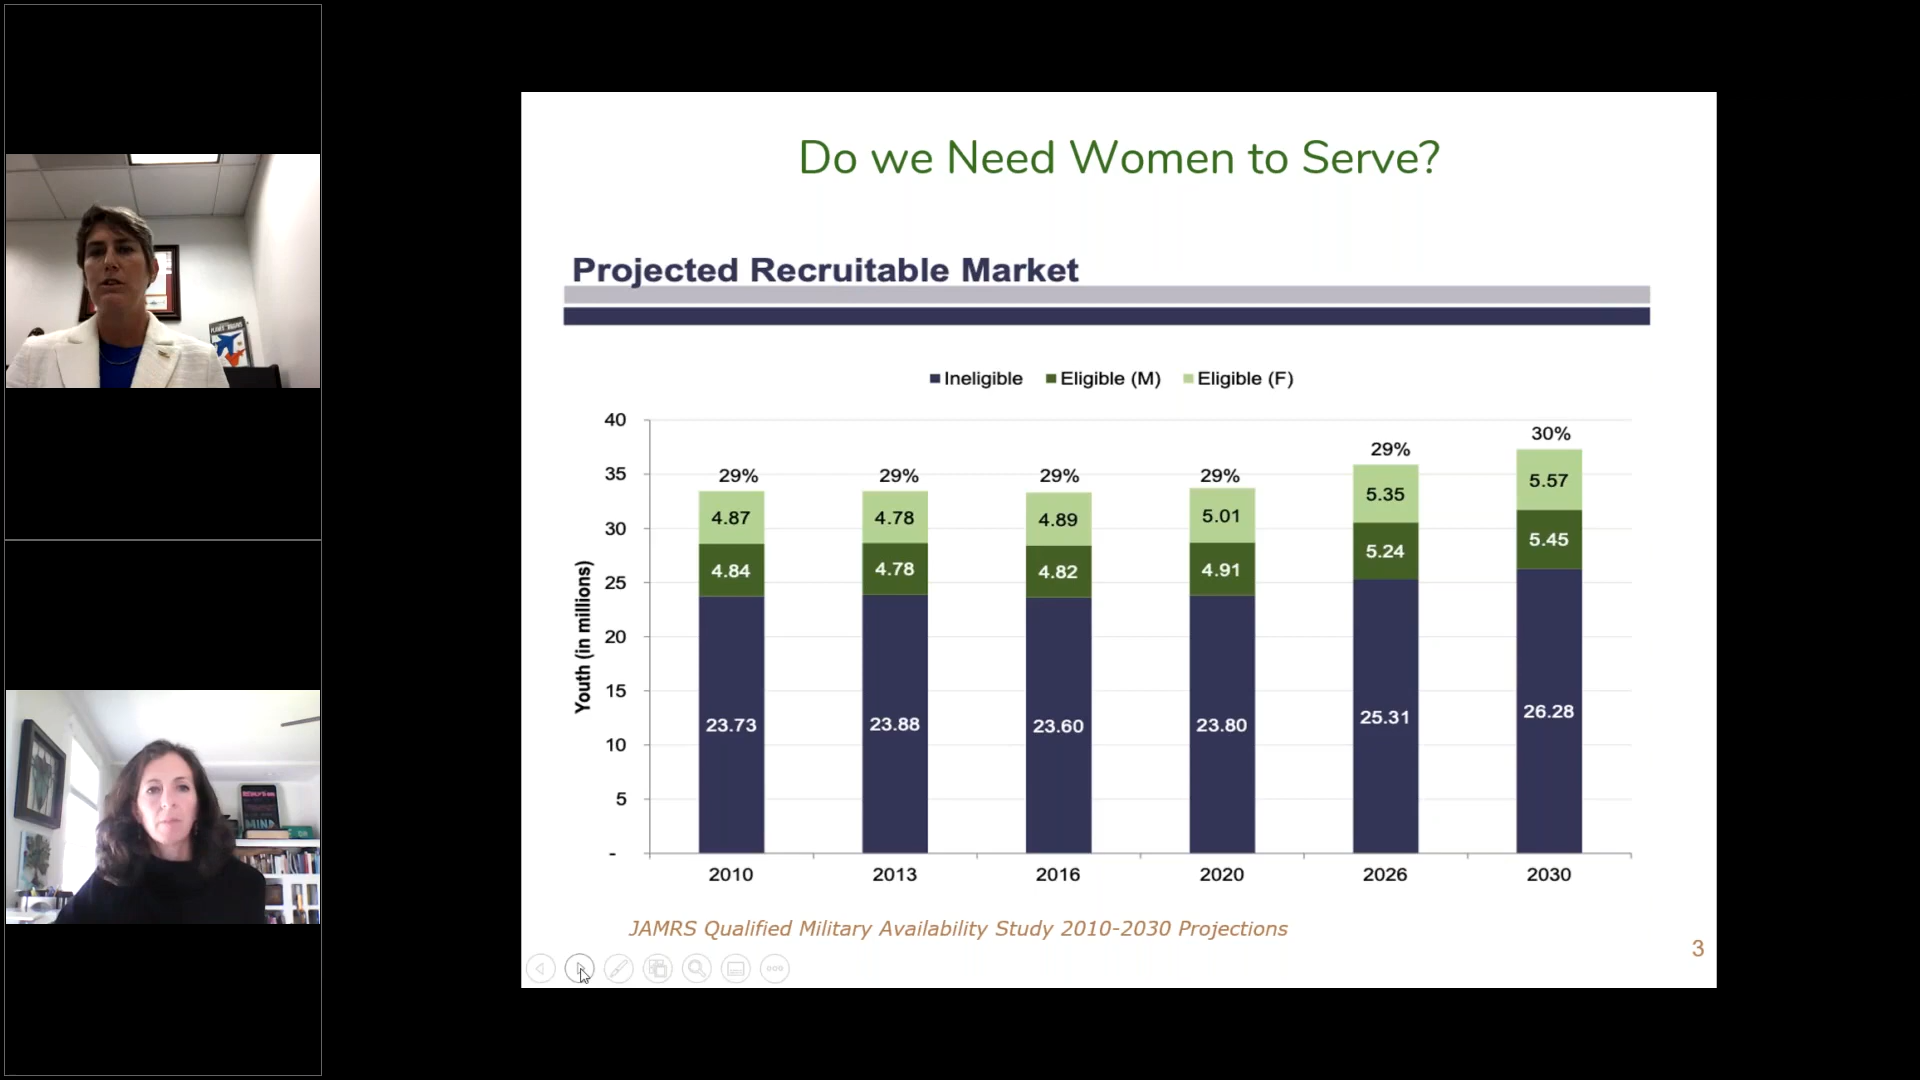 Do we Need Women to Serve?
Projected Recruitable Market
Ineligible Eligible (M) Eligible (F)
Youth (in millions)
40
35
30
25
20
15
10
5
-
29% 29% 29% 29% 29% 30%
4.87 4.78 4.89 5.01 5.35 5.57
4.84 4.78 4.82 4.91 5.24 5.45
23.73 23.88 23.60 23.80 25.31 26.28
2010 2013 2016 2020 2026 2030
JAMRS Qualified Military Availability Study 2010-2030 Projections
3
MIND